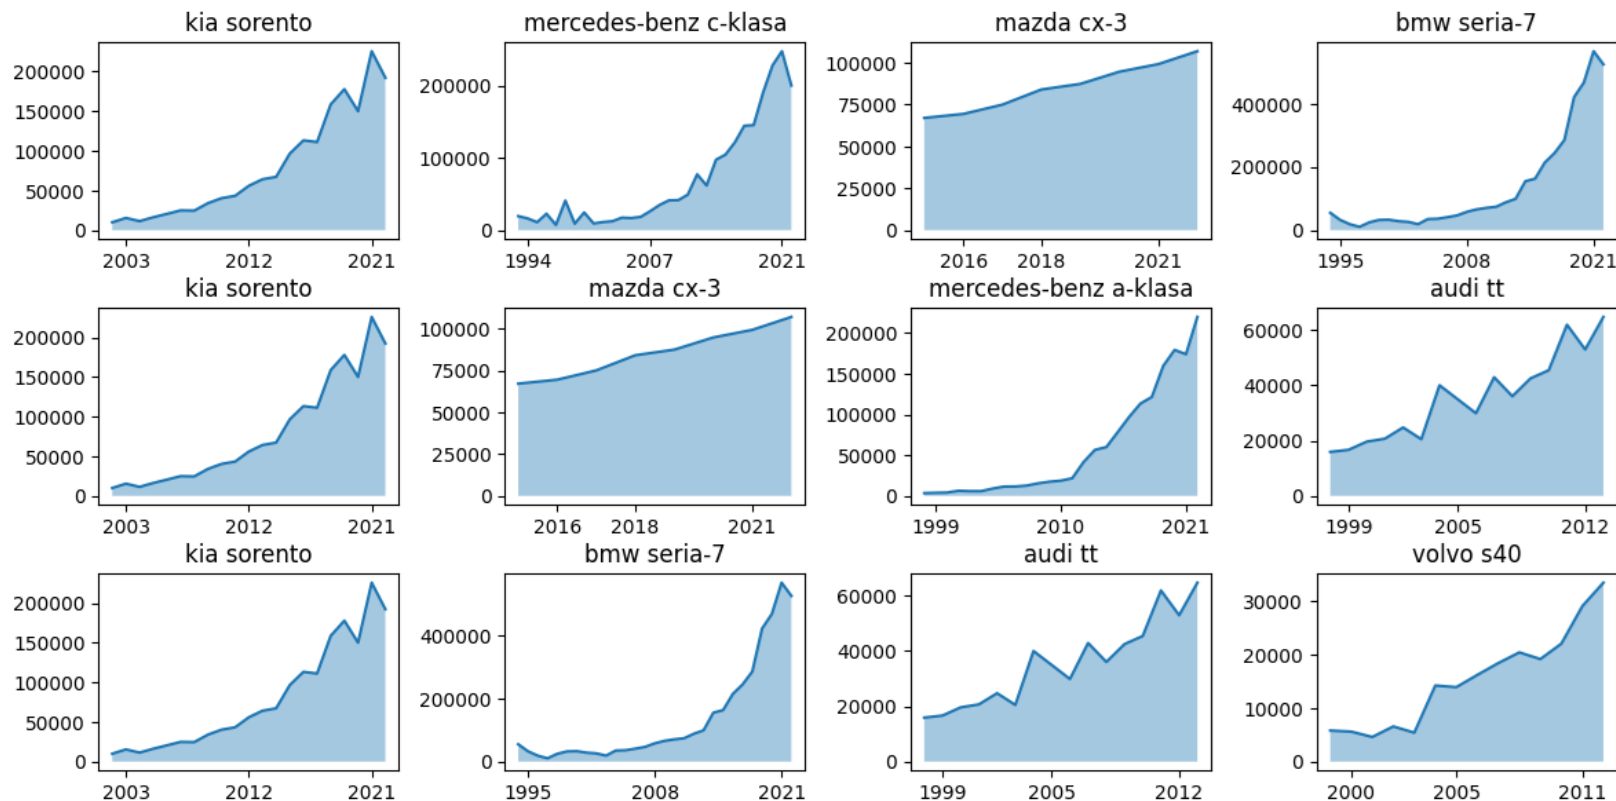 kia sorento
200000
150000
100000
50000
0
2003 2012 2021
mercedes-benz c-klasa
200000
100000
0
1994 2007 2021
mazda cx-3
100000
75000
50000
25000
0
2016 2018 2021
bmw seria-7
400000
200000
0
1995 2008 2021
kia sorento
200000
150000
100000
50000
0
2003 2012 2021
mazda cx-3
100000
75000
50000
25000
0
2016 2018 2021
mercedes-benz a-klasa
200000
150000
100000
50000
0
1999 2010 2021
audi tt
60000
40000
20000
0
1999 2005 2012
kia sorento
200000
150000
100000
50000
0
2003 2012 2021
bmw seria-7
400000
200000
0
1995 2008 2021
audi tt
60000
40000
20000
0
1999 2005 2012
volvo s40
30000
20000
10000
0
2000 2005 2011